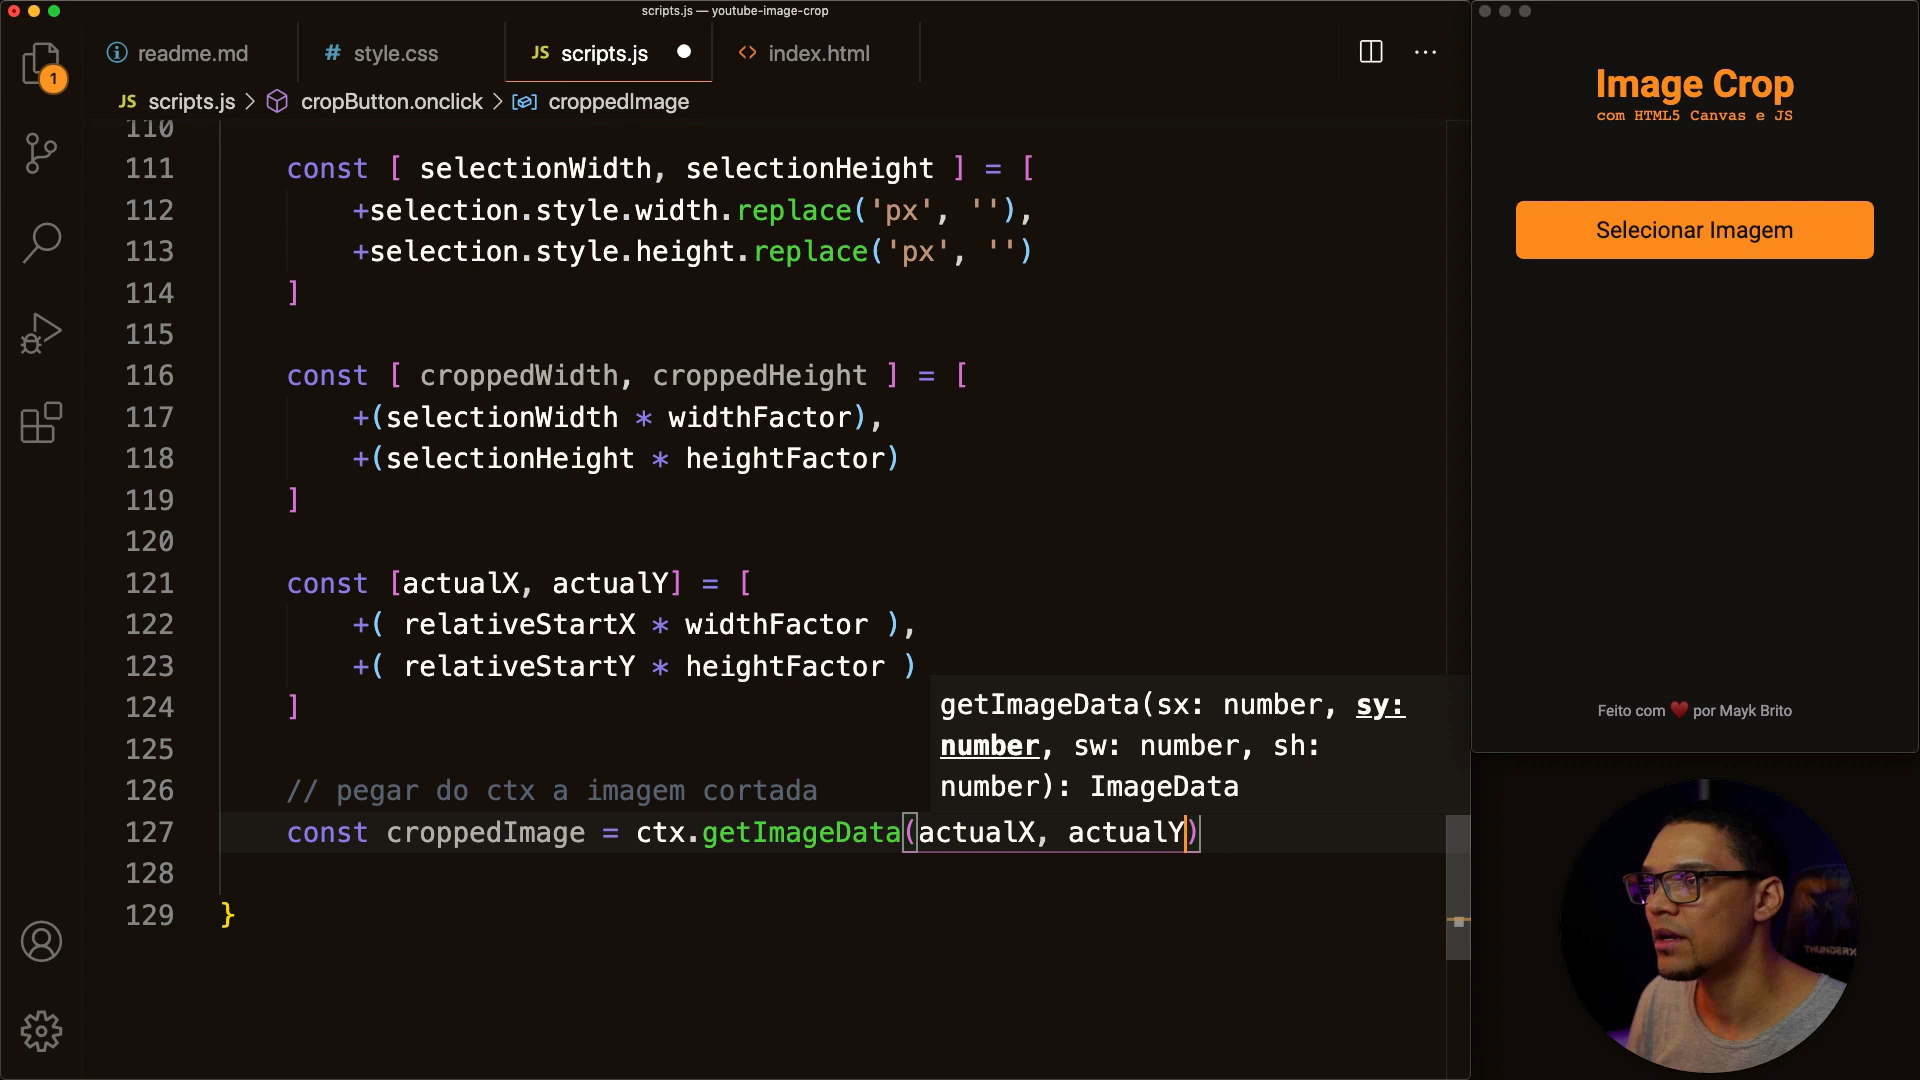 scripts.js — youtube-image-crop
1
readme.md
# style.css
JS scripts.js
<> index.html
JS scripts.js > cropButton.onclick > croppedImage
110
111 const [ selectionWidth, selectionHeight ] = [
112 +selection.style.width.replace('px', ''),
113 +selection.style.height.replace('px', '')
114 ]
115
116 const [ croppedWidth, croppedHeight ] = [
117 +(selectionWidth * widthFactor),
118 +(selectionHeight * heightFactor)
119 ]
120
121 const [actualX, actualY] = [
122 +( relativeStartX * widthFactor ),
123 +( relativeStartY * heightFactor )
124 ]
125
126 // pegar do ctx a imagem cortada
127 const croppedImage = ctx.getImageData(actualX, actualY)
128
129 }
getImageData(sx: number, sy:
number, sw: number, sh:
number): ImageData
Image Crop
com HTML5 Canvas e JS
Selecionar Imagem
Feito com ❤️ por Mayk Brito
THUNDERX